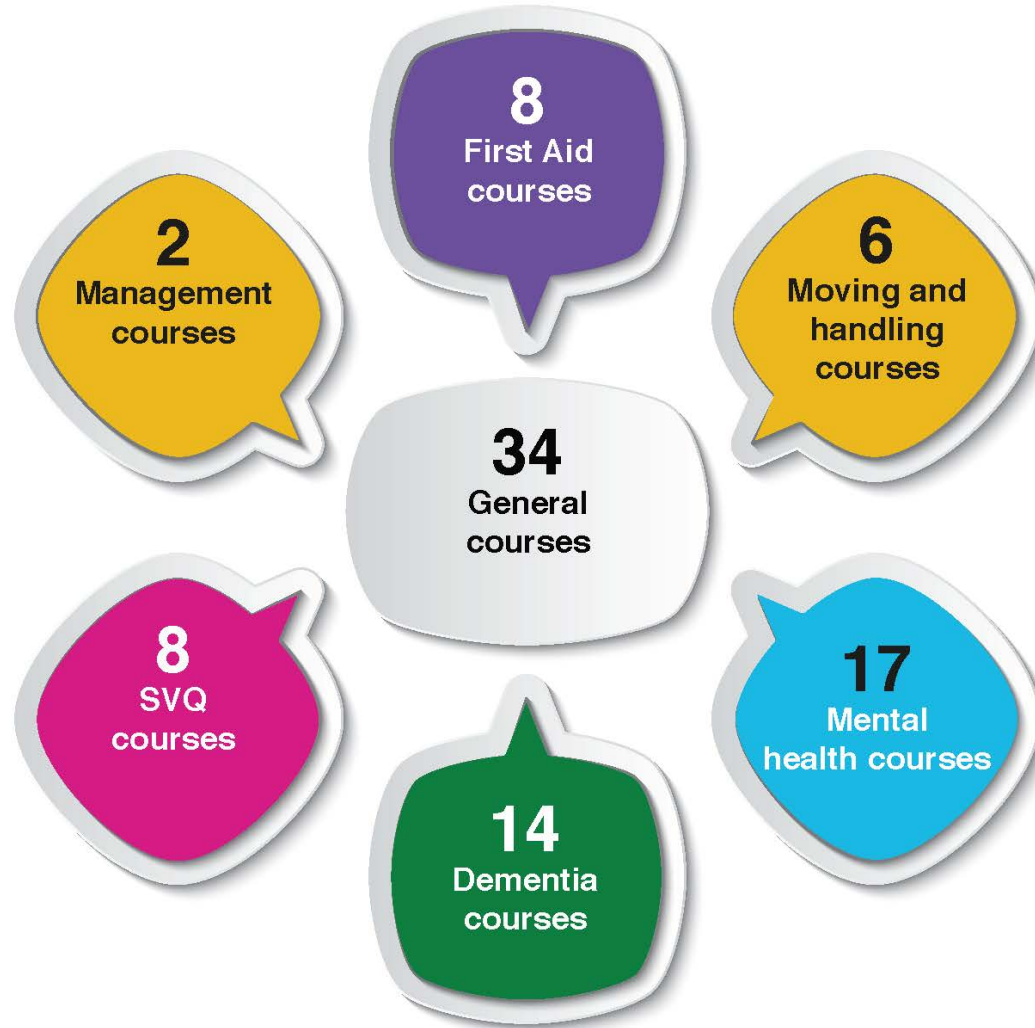 8
First Aid
courses
2
Management
courses
6
Moving and
handling
courses
34
General
courses
8
SVQ
courses
17
Mental
health courses
14
Dementia
courses